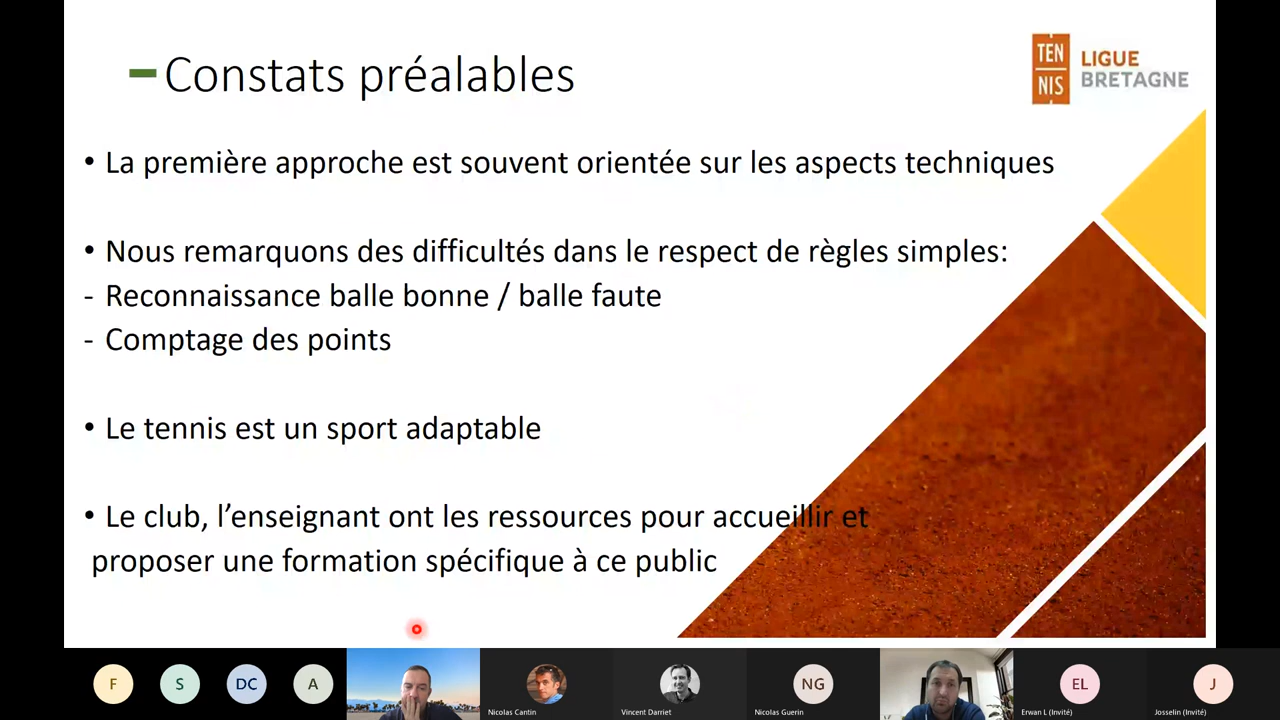 Constats préalables
TEN
NIS
LIGUE
BRETAGNE
• La première approche est souvent orientée sur les aspects techniques
• Nous remarquons des difficultés dans le respect de règles simples:
- Reconnaissance balle bonne / balle faute
- Comptage des points
• Le tennis est un sport adaptable
• Le club, l’enseignant ont les ressources pour accueillir et
proposer une formation spécifique à ce public
F
S
DC
A
NG
EL
J
Nicolas Cantin
Vincent Darriet
Nicolas Guerin
Erwan L (Invité)
Josselin (Invité)